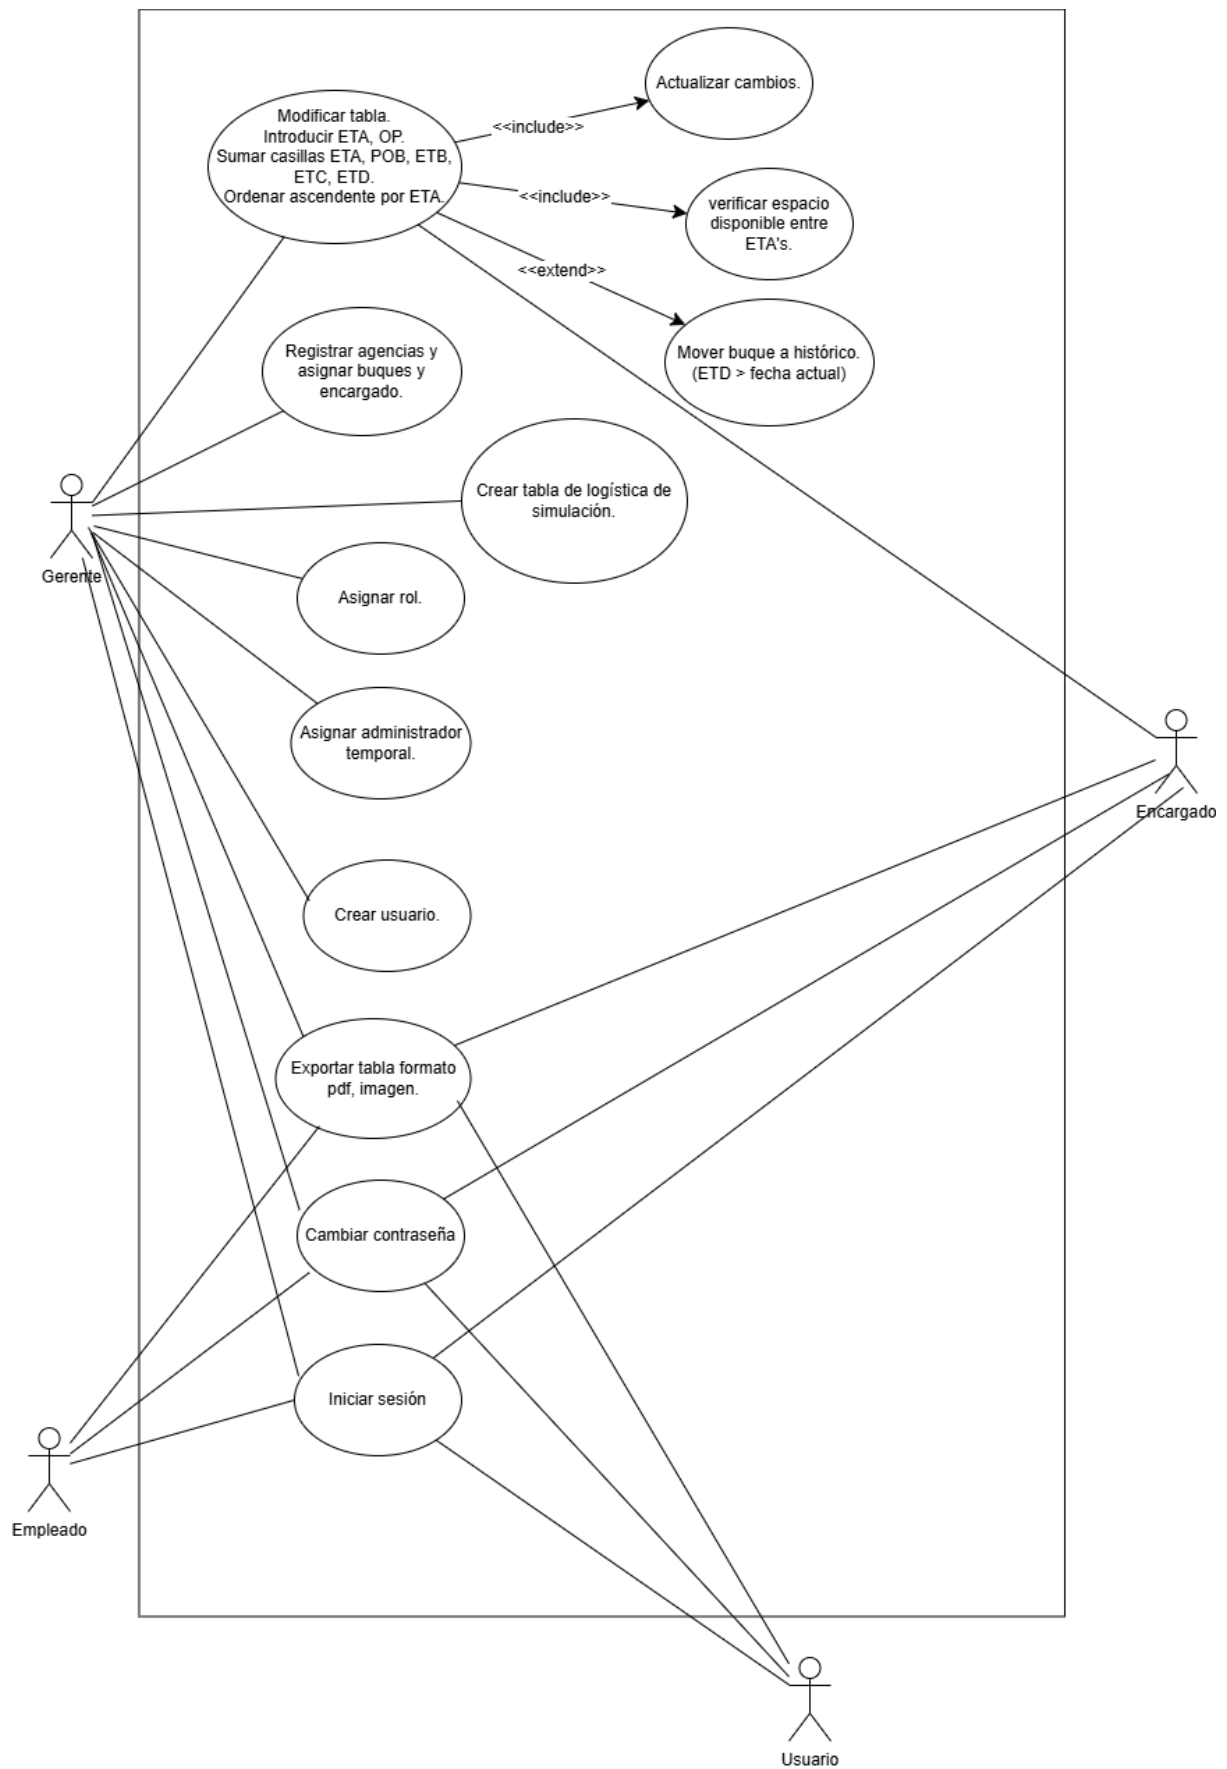 Actualizar cambios.
Modificar tabla.
Introducir ETA, OP.
Sumar casillas ETA, POB, ETB,
ETC, ETD.
Ordenar ascendente por ETA.
<<include>>
<<include>>
verificar espacio
disponible entre
ETA's.
<<extend>>
Mover buque a histórico.
(ETD > fecha actual)
Registrar agencias y
asignar buques y
encargado.
Crear tabla de logística de
simulación.
Gerente
Asignar rol.
Asignar administrador
temporal.
Encargado
Crear usuario.
Exportar tabla formato
pdf, imagen.
Cambiar contraseña
Iniciar sesión
Empleado
Usuario